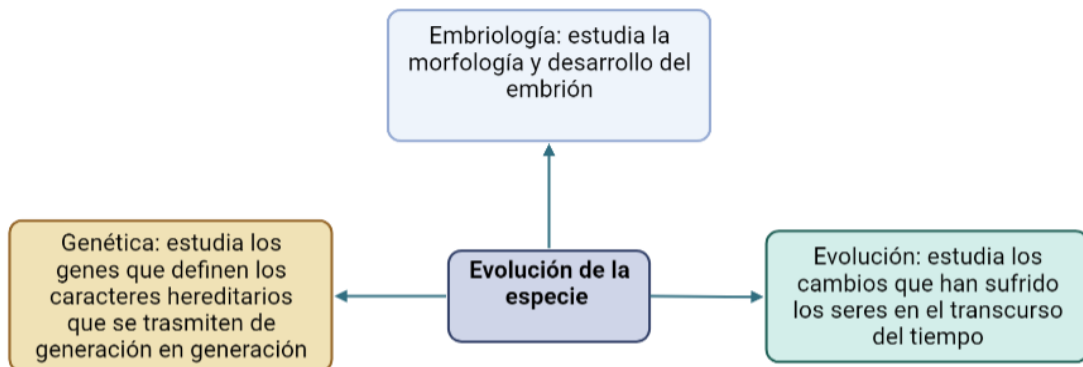 Embriología: estudia la
morfología y desarrollo del
embrión
Genética: estudia los
genes que definen los
caracteres hereditarios
que se trasmiten de
generación en generación
Evolución de la
especie
Evolución: estudia los
cambios que han sufrido
los seres en el transcurso
del tiempo